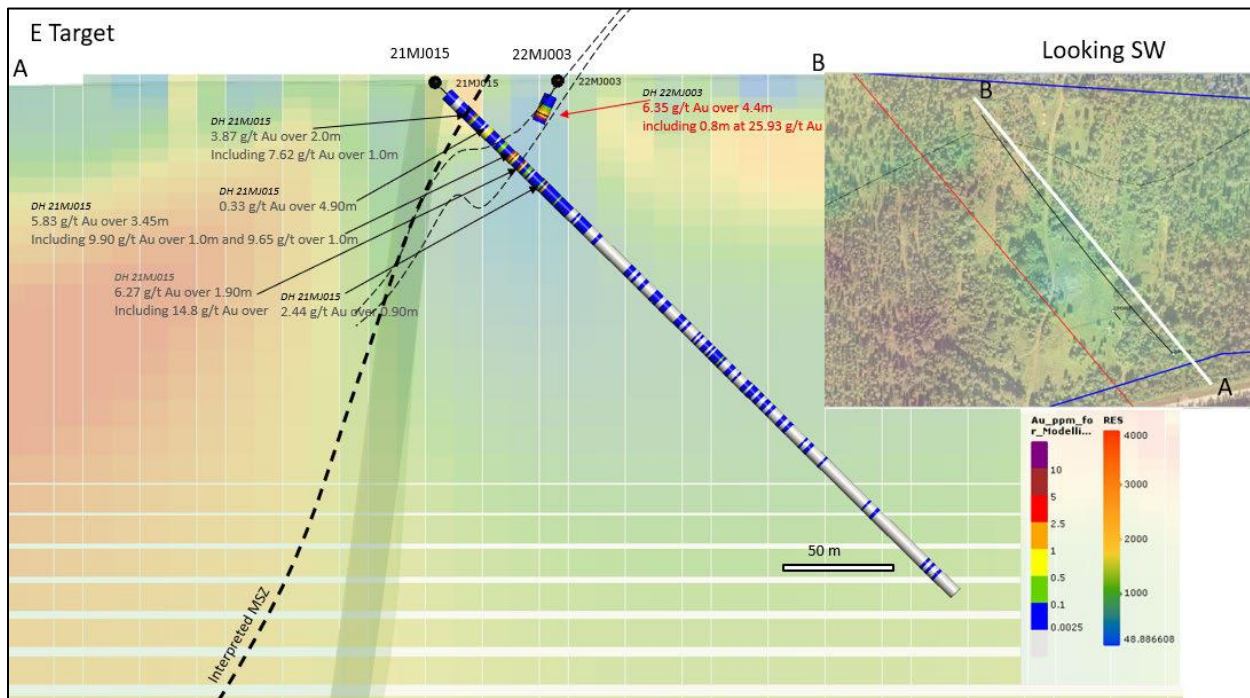 E Target
A
21MJ015
22MJ003
B
Looking SW
21MJ015
22MJ003
DH 22MJ003
6.35 g/t Au over 4.4m
including 0.8m at 25.93 g/t Au
DH 21MJ015
3.87 g/t Au over 2.0m
Including 7.62 g/t Au over 1.0m
DH 21MJ015
0.33 g/t Au over 4.90m
DH 21MJ015
5.83 g/t Au over 3.45m
Including 9.90 g/t Au over 1.0m and 9.65 g/t over 1.0m
DH 21MJ015
6.27 g/t Au over 1.90m
Including 14.8 g/t Au over
DH 21MJ015
2.44 g/t Au over 0.90m
B
A
50 m
Interpreted MSZ
Au_ppm_fo
r_Modelli...
10
5
2.5
1
0.5
0.1
0.0025
RES
4000
3000
2000
1000
48.886608